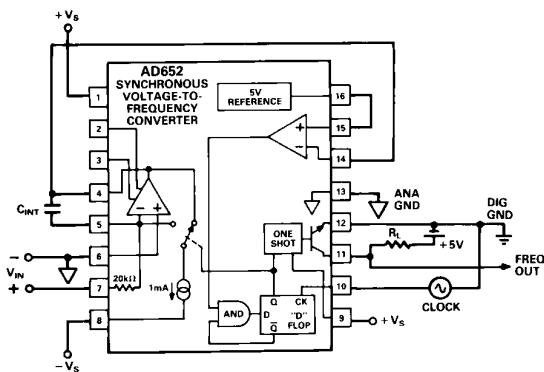 +VS
AD652
SYNCHRONOUS
VOLTAGE-TO-
FREQUENCY
CONVERTER
5V
REFERENCE
1
2
3
4
5
6
7
8
16
15
14
13
12
11
10
9
+
−
− +
CINT
−
VIN
+
20kΩ
1mA
−VS
AND
ONE
SHOT
Q CK
D "D"
FLOP
Q̅
ANA
GND
DIG
GND
RL
+5V
FREQ
OUT
CLOCK
+VS